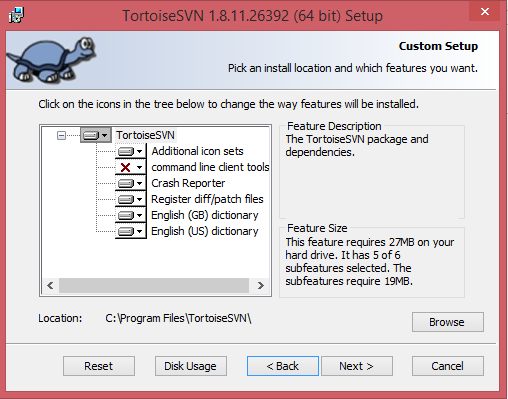 TortoiseSVN 1.8.11.26392 (64 bit) Setup
Custom Setup
Pick an install location and which features you want.
Click on the icons in the tree below to change the way features will be installed.
TortoiseSVN
Additional icon sets
command line client tools
Crash Reporter
Register diff/patch files
English (GB) dictionary
English (US) dictionary
Feature Description
The TortoiseSVN package and
dependencies.
Feature Size
This feature requires 27MB on your
hard drive. It has 5 of 6
subfeatures selected. The
subfeatures require 19MB.
Location: C:\Program Files\TortoiseSVN\
Browse
Reset Disk Usage < Back Next > Cancel